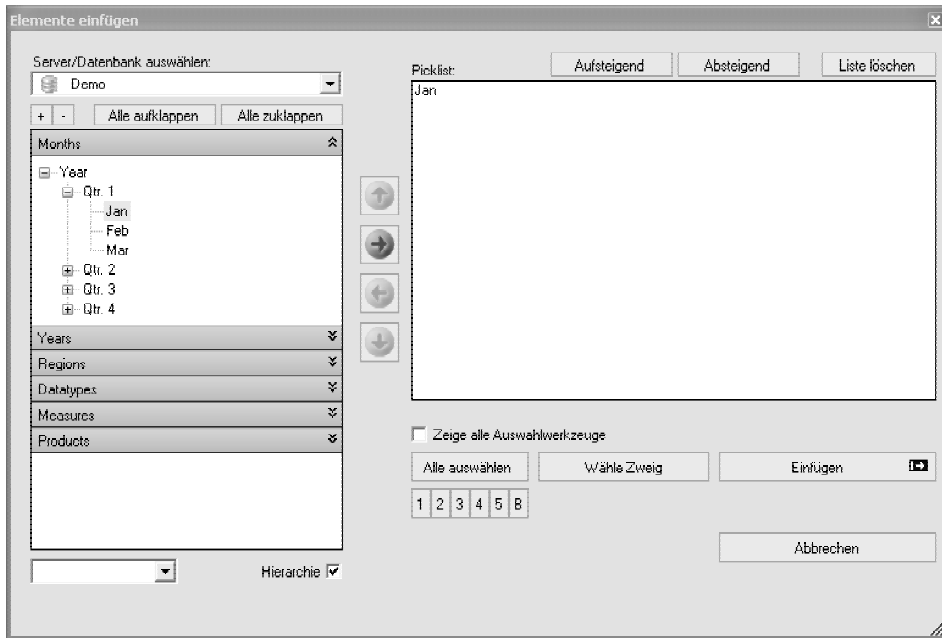 Elemente einfügen
Server/Datenbank auswählen:
Demo
+ - Alle aufklappen Alle zuklappen
Months
Year
Qtr. 1
Jan
Feb
Mar
Qtr. 2
Qtr. 3
Qtr. 4
Years
Regions
Datatypes
Measures
Products
Hierarchie
Picklist: Aufsteigend Absteigend Liste löschen
Jan
Zeige alle Auswahlwerkzeuge
Alle auswählen Wähle Zweig Einfügen
1 2 3 4 5 B
Abbrechen